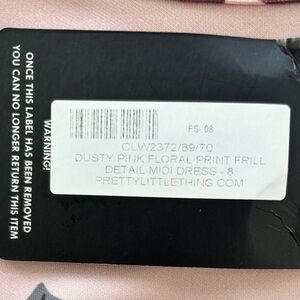 WARNING!
ONCE THIS LABEL HAS BEEN REMOVED
YOU CAN NO LONGER RETURN THIS ITEM
FS- 08
CLW2372/89/70
DUSTY PINK FLORAL PRINT FRILL
DETAIL MIDI DRESS - 8
PRETTYLITTLETHING.COM